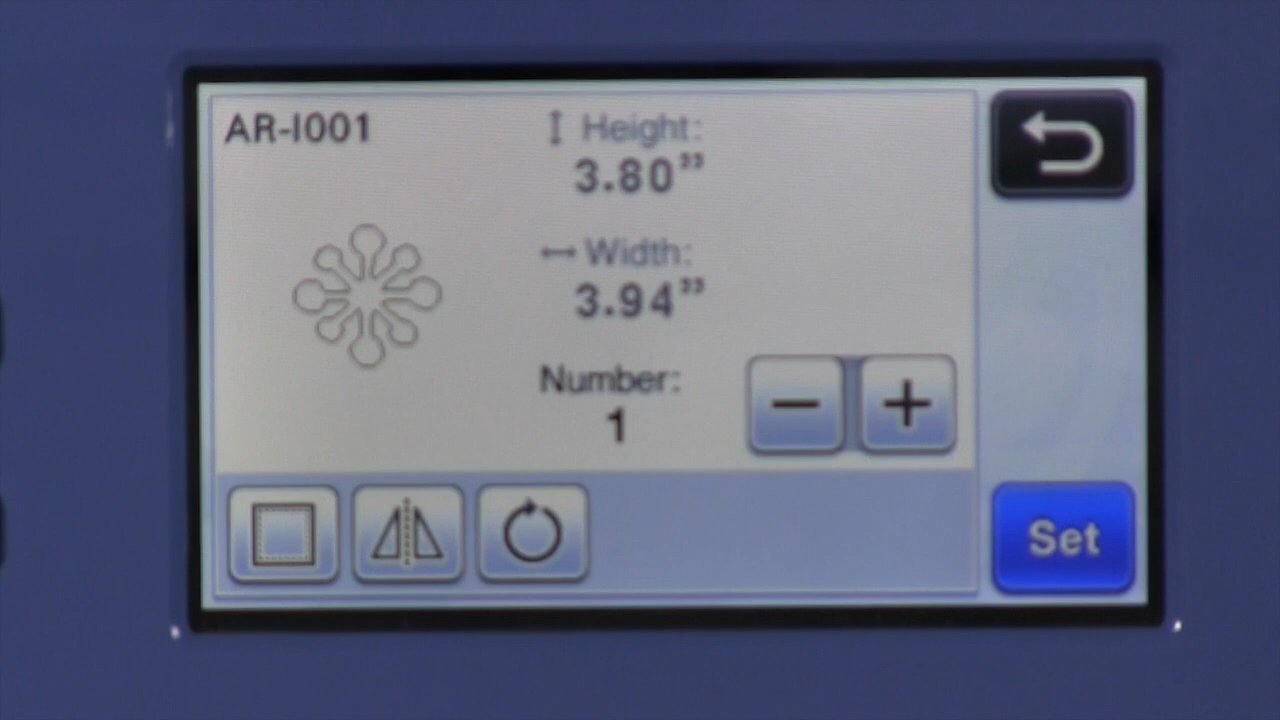 AR-I001
Height:
3.80"
Width:
3.94"
Number:
1
− +
Set